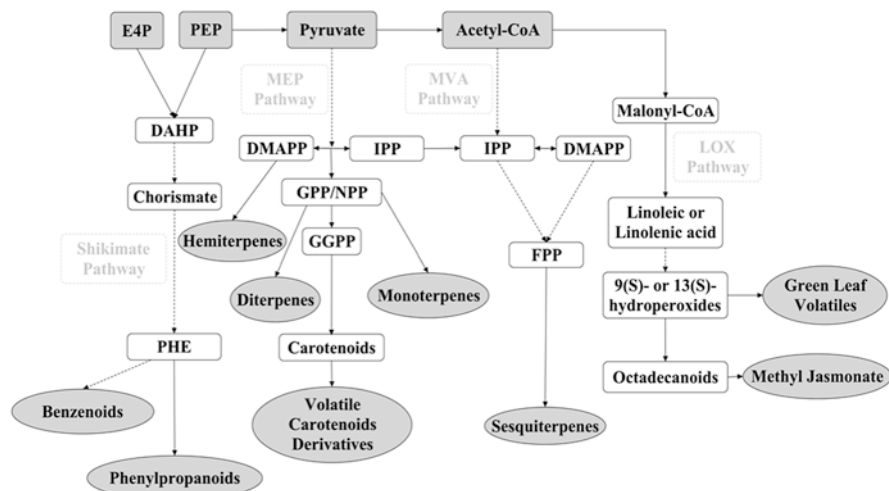 E4P
PEP
Pyruvate
Acetyl-CoA
MEP
Pathway
MVA
Pathway
Malonyl-CoA
DAHP
LOX
Pathway
DMAPP
IPP
IPP
DMAPP
Chorismate
GPP/NPP
Linoleic or
Linolenic acid
Hemiterpenes
GGPP
Shikimate
Pathway
FPP
Diterpenes
Monoterpenes
9(S)- or 13(S)-
hydroperoxides
Green Leaf
Volatiles
PHE
Carotenoids
Octadecanoids
Methyl Jasmonate
Benzenoids
Volatile
Carotenoids
Derivatives
Sesquiterpenes
Phenylpropanoids